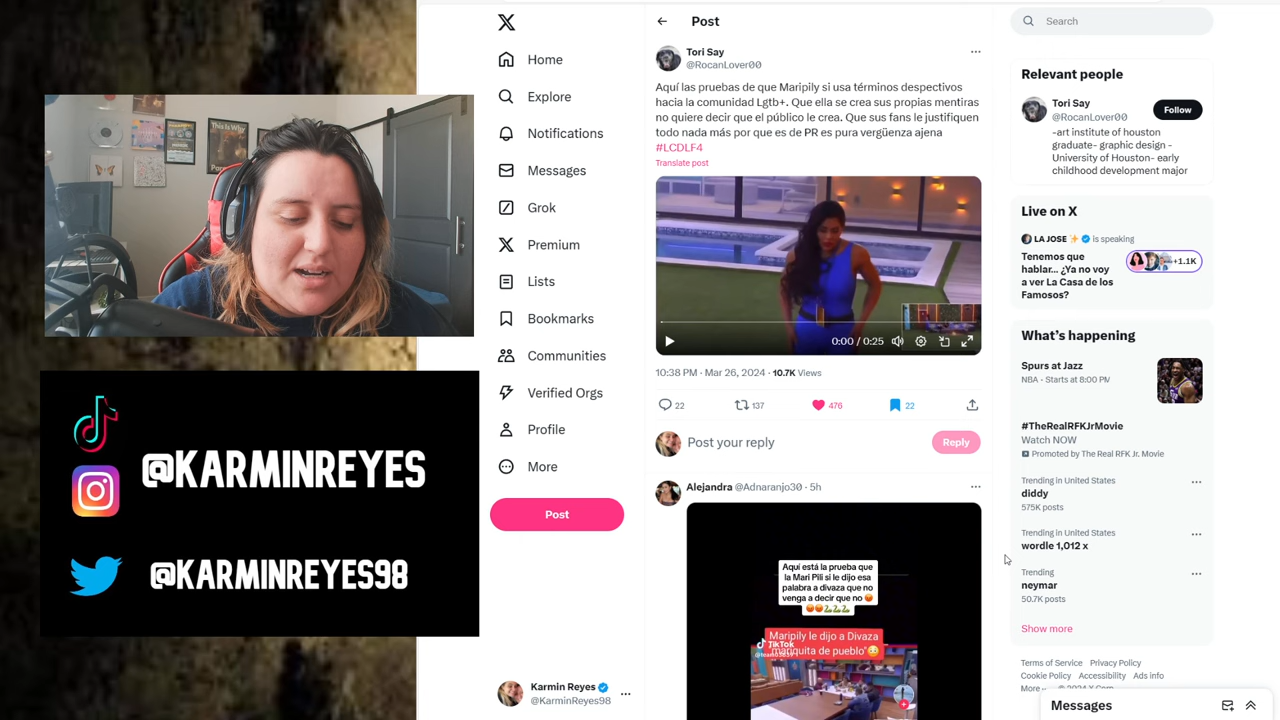 This Is Why
@KARMINREYES
@KARMINREYES98
Home
Explore
Notifications
Messages
Grok
Premium
Lists
Bookmarks
Communities
Verified Orgs
Profile
More
Post
Karmin Reyes
@KarminReyes98
Post
Tori Say
@RocanLover00
Aquí las pruebas de que Maripily si usa términos despectivos
hacia la comunidad Lgtb+. Que ella se crea sus propias mentiras
no quiere decir que el público le crea. Que sus fans le justifiquen
todo nada más por que es de PR es pura vergüenza ajena
#LCDLF4
Translate post
0:00 / 0:25
10:38 PM · Mar 26, 2024 · 10.7K Views
22 137 476 22
Post your reply
Reply
Alejandra @Adnaranjo30 · 5h
Aquí está la prueba que
la Mari Pili si le dijo esa
palabra a divaza que no
venga a decir que no
Maripily le dijo a Divaza
"mariquita de pueblo"
TikTok
Search
Relevant people
Tori Say
@RocanLover00
Follow
-art institute of houston
graduate- graphic design -
University of Houston- early
childhood development major
Live on X
LA JOSE is speaking
Tenemos que
hablar... ¿Ya no voy
a ver La Casa de los
Famosos?
+1.1K
What's happening
Spurs at Jazz
NBA · Starts at 8:00 PM
#TheRealRFKJrMovie
Watch NOW
Promoted by The Real RFK Jr. Movie
Trending in United States
diddy
575K posts
Trending in United States
wordle 1,012 x
Trending
neymar
50.7K posts
Show more
Terms of Service Privacy Policy
Cookie Policy Accessibility Ads info
More ··· © 2024 X Corp.
Messages